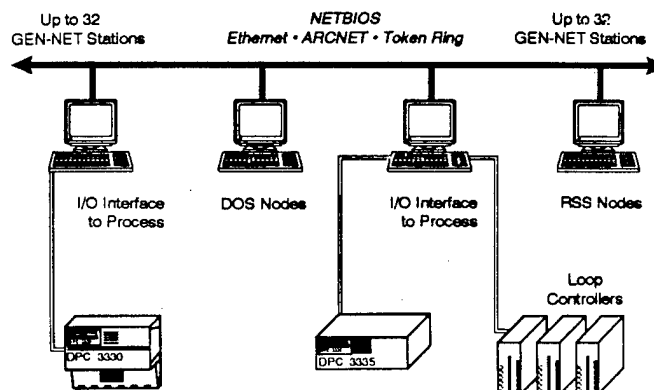 Up to 32
GEN-NET Stations
NETBIOS
Ethernet • ARCNET • Token Ring
Up to 32
GEN-NET Stations
I/O Interface
to Process
DOS Nodes
I/O Interface
to Process
RSS Nodes
Loop
Controllers
DPC 3330
DPC 3335